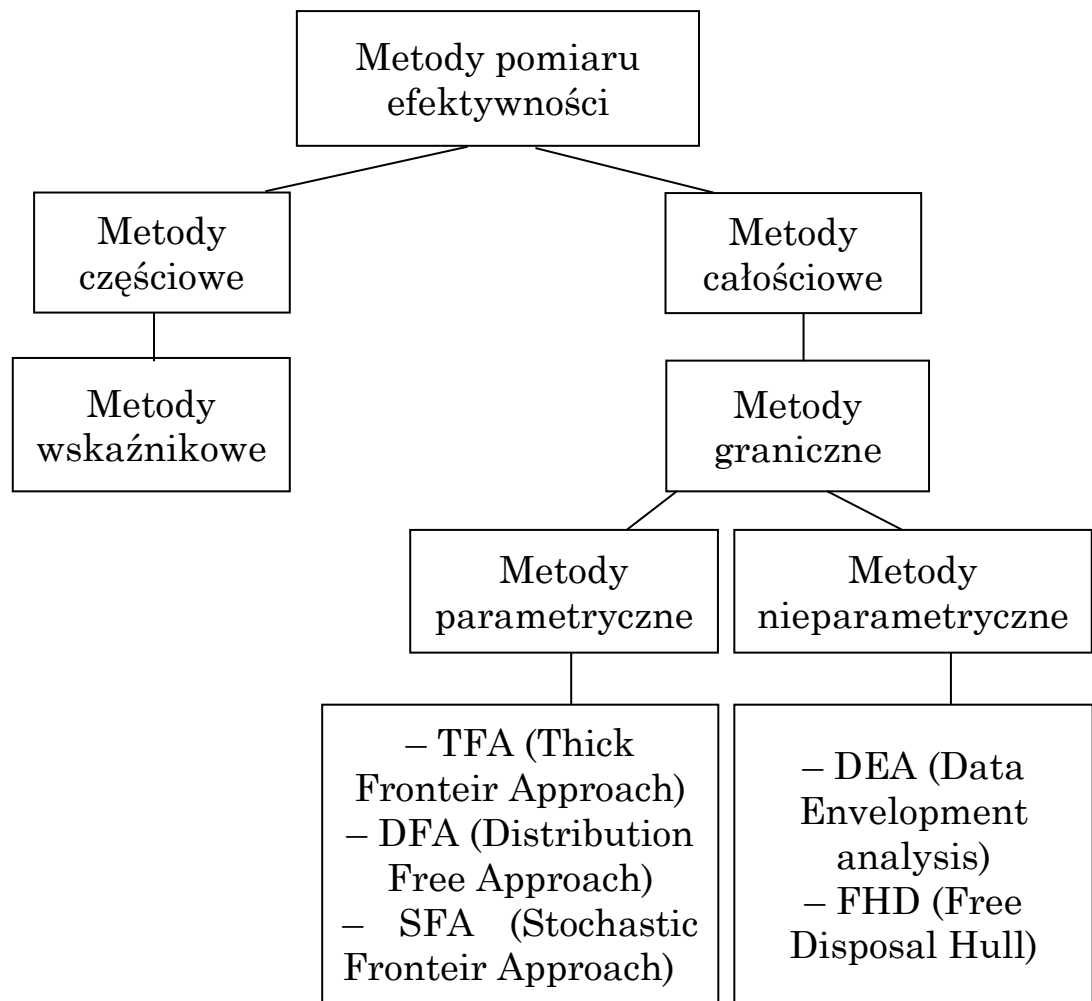 Metody pomiaru
efektywności
Metody
częściowe
Metody
całościowe
Metody
wskaźnikowe
Metody
graniczne
Metody
parametryczne
Metody
nieparametryczne
– TFA (Thick
Fronteir Approach)
– DFA (Distribution
Free Approach)
– SFA (Stochastic
Fronteir Approach)
– DEA (Data
Envelopment
analysis)
– FHD (Free
Disposal Hull)